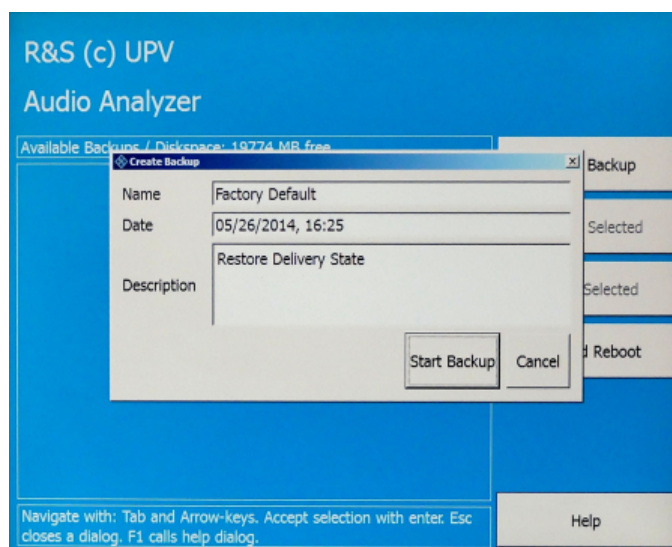 R&S (c) UPV
Audio Analyzer
Available Backups / Diskspace: 19774 MB free
Create Backup
Name
Factory Default
Date
05/26/2014, 16:25
Description
Restore Delivery State
Start Backup
Cancel
Backup
Selected
Selected
Reboot
Help
Navigate with: Tab and Arrow-keys. Accept selection with enter. Esc
closes a dialog. F1 calls help dialog.